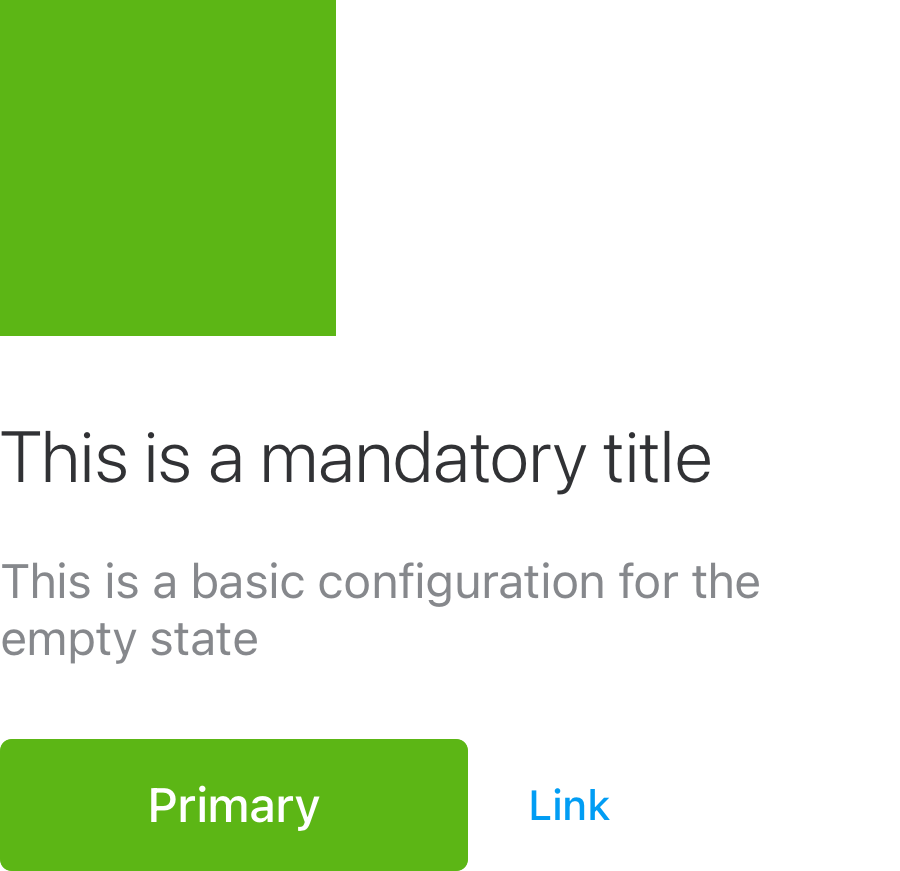 This is a mandatory title
This is a basic configuration for the
empty state
Primary
Link